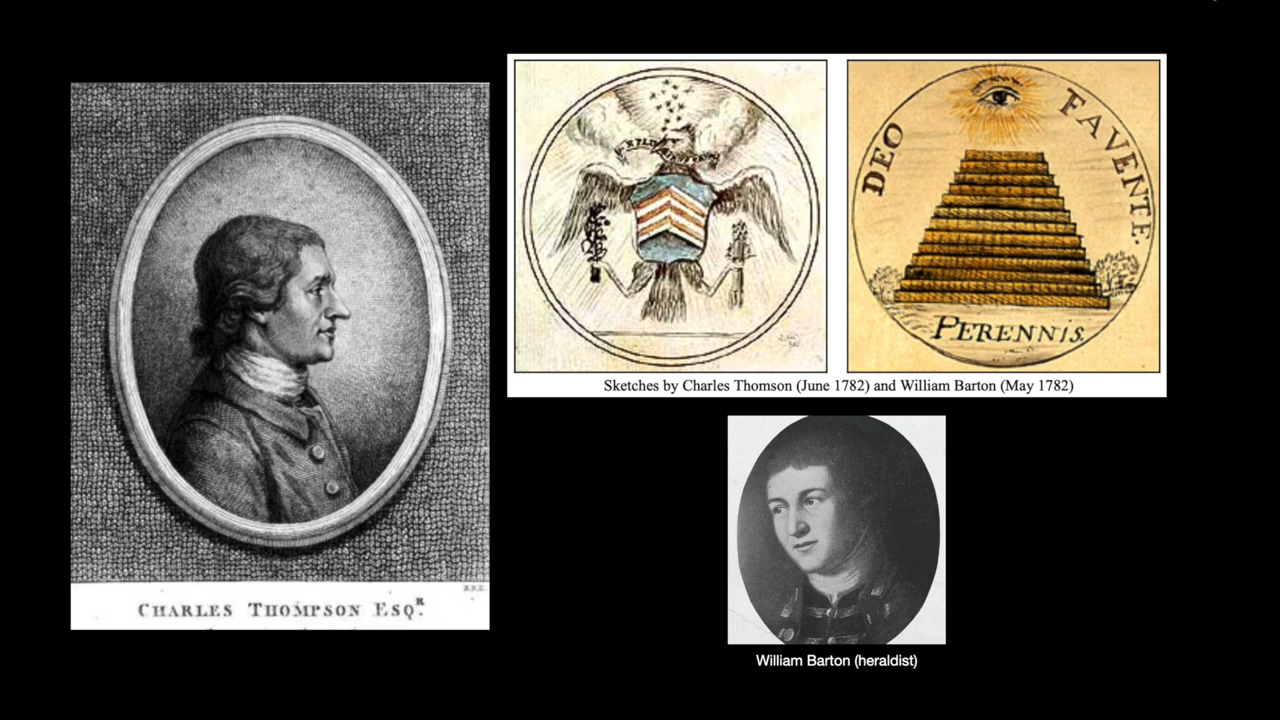 CHARLES THOMPSON ESQR.
DEO FAVENTE.
PERENNIS.
Sketches by Charles Thomson (June 1782) and William Barton (May 1782)
William Barton (heraldist)